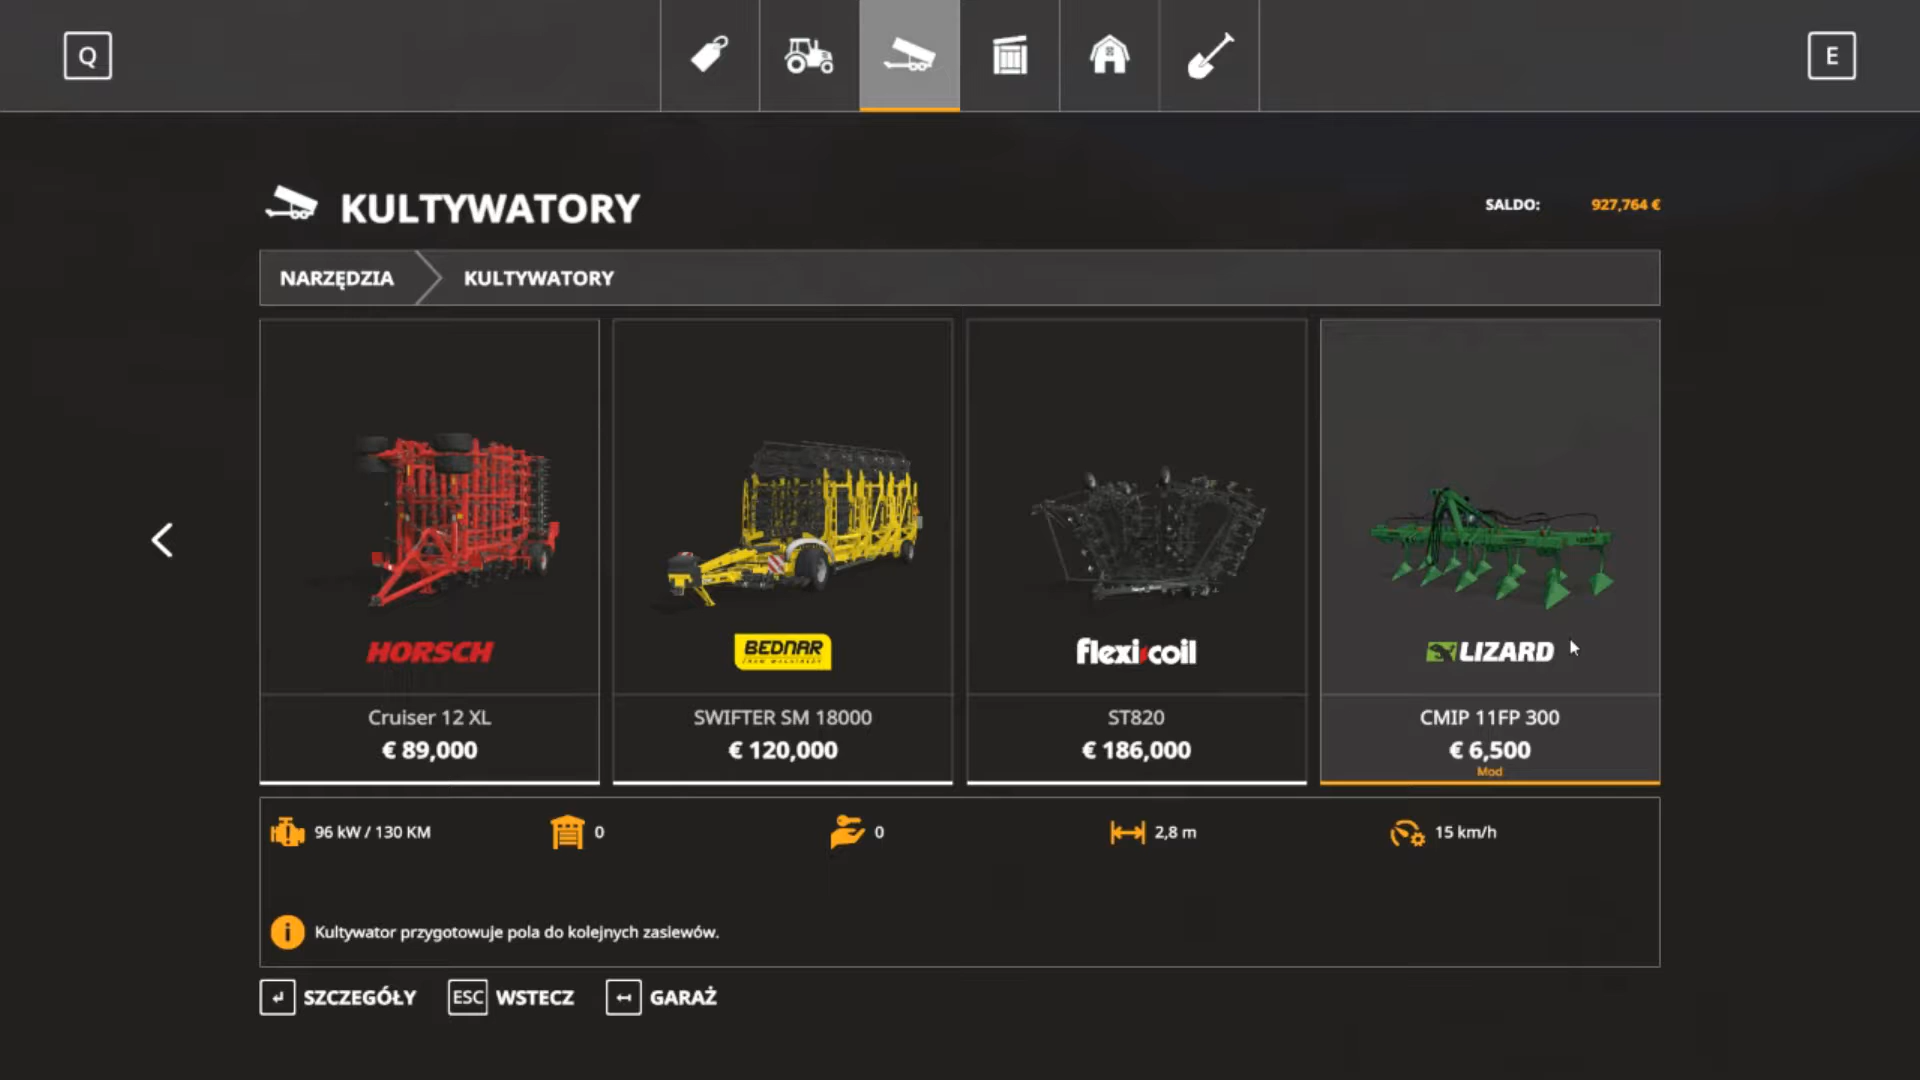 Q
E
KULTYWATORY
SALDO: 927,764 €
NARZĘDZIA
KULTYWATORY
HORSCH
BEDNAR
flexi-coil
LIZARD
Cruiser 12 XL
€ 89,000
SWIFTER SM 18000
€ 120,000
ST820
€ 186,000
CMIP 11FP 300
€ 6,500
Mod
96 kW / 130 KM
0
0
2,8 m
15 km/h
Kultywator przygotowuje pola do kolejnych zasiewów.
SZCZEGÓŁY
ESC WSTECZ
GARAŻ